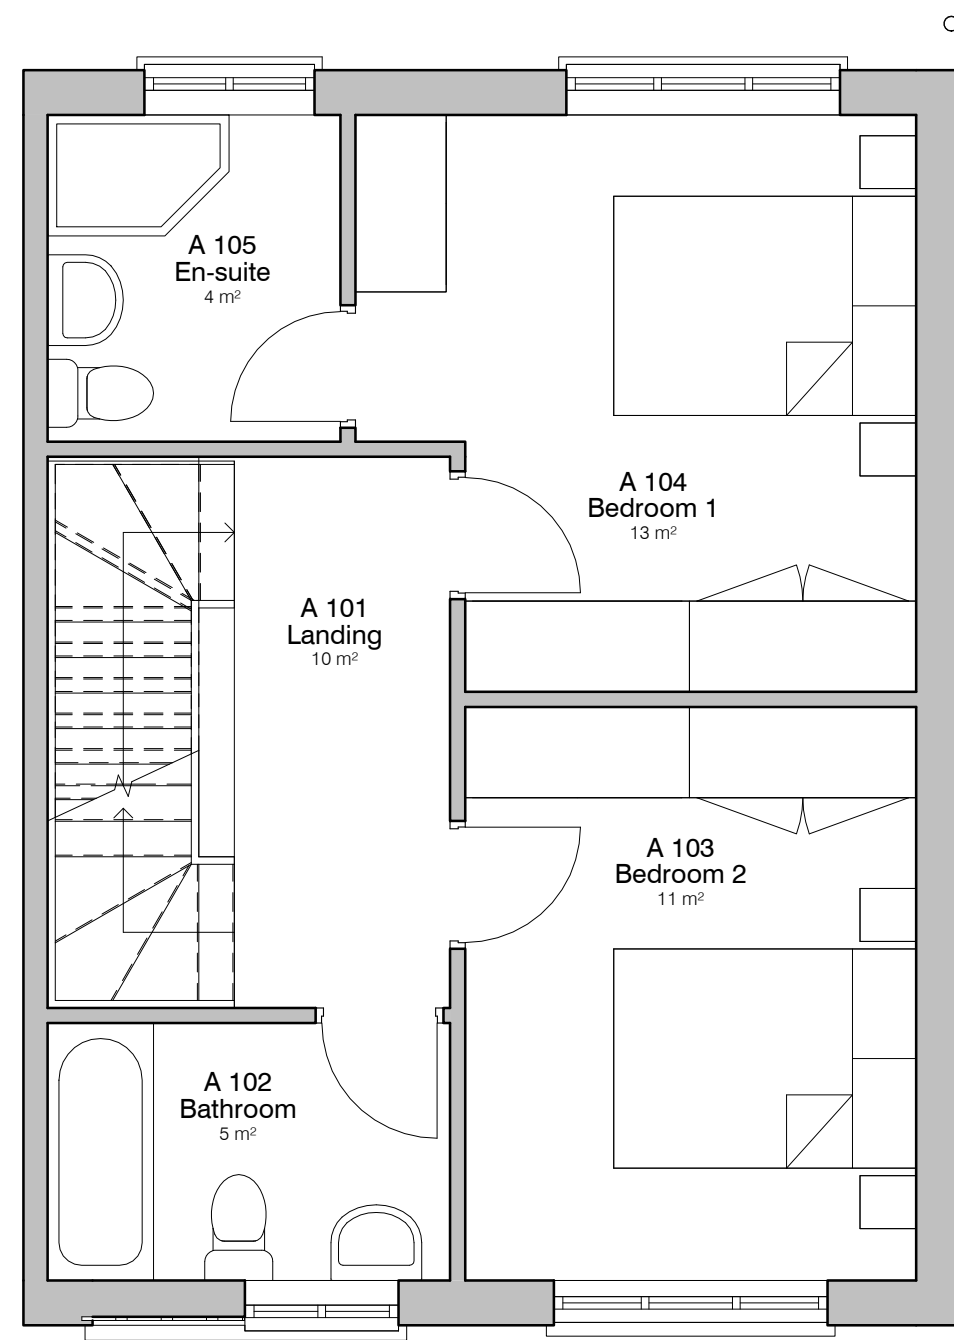 A 105
En-suite
4 m²
A 104
Bedroom 1
13 m²
A 101
Landing
10 m²
A 103
Bedroom 2
11 m²
A 102
Bathroom
5 m²